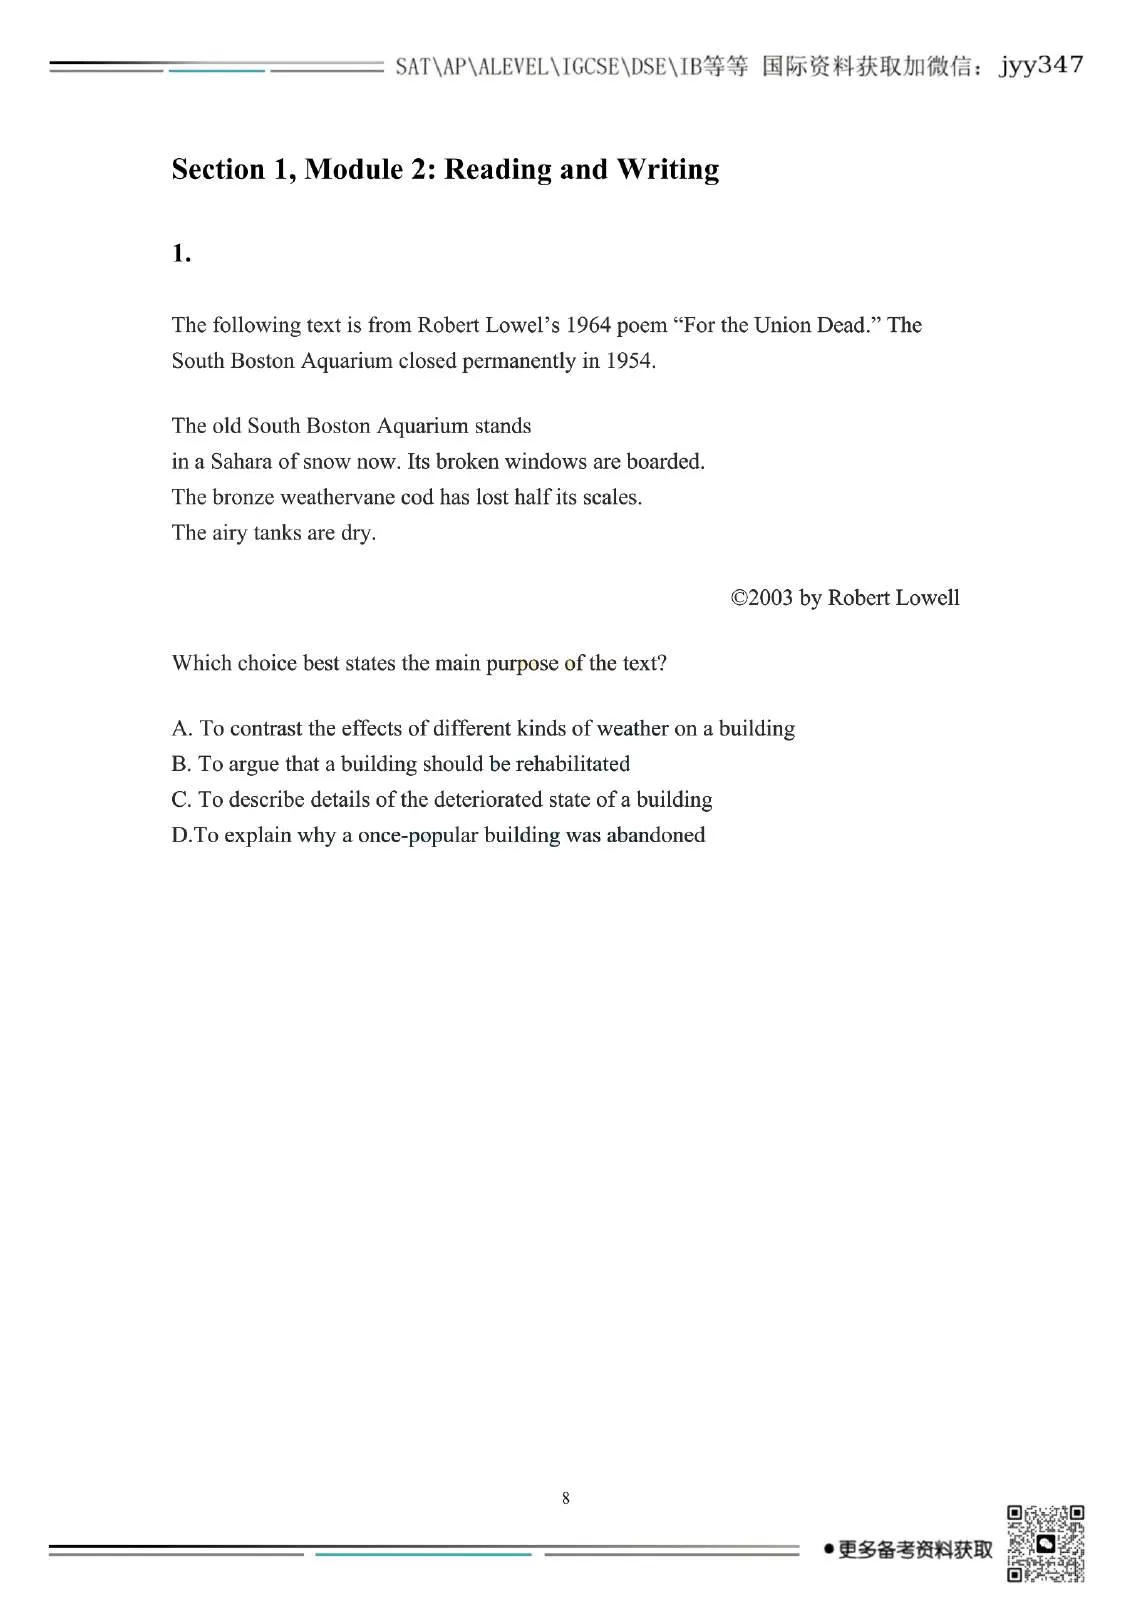 SAT\AP\ALEVEL\IGCSE\DSE\IB等等 国际资料获取加微信： jyy347
Section 1, Module 2: Reading and Writing
1.
The following text is from Robert Lowel’s 1964 poem “For the Union Dead.” The
South Boston Aquarium closed permanently in 1954.
The old South Boston Aquarium stands
in a Sahara of snow now. Its broken windows are boarded.
The bronze weathervane cod has lost half its scales.
The airy tanks are dry.
©2003 by Robert Lowell
Which choice best states the main purpose of the text?
A. To contrast the effects of different kinds of weather on a building
B. To argue that a building should be rehabilitated
C. To describe details of the deteriorated state of a building
D.To explain why a once-popular building was abandoned
8
●更多备考资料获取